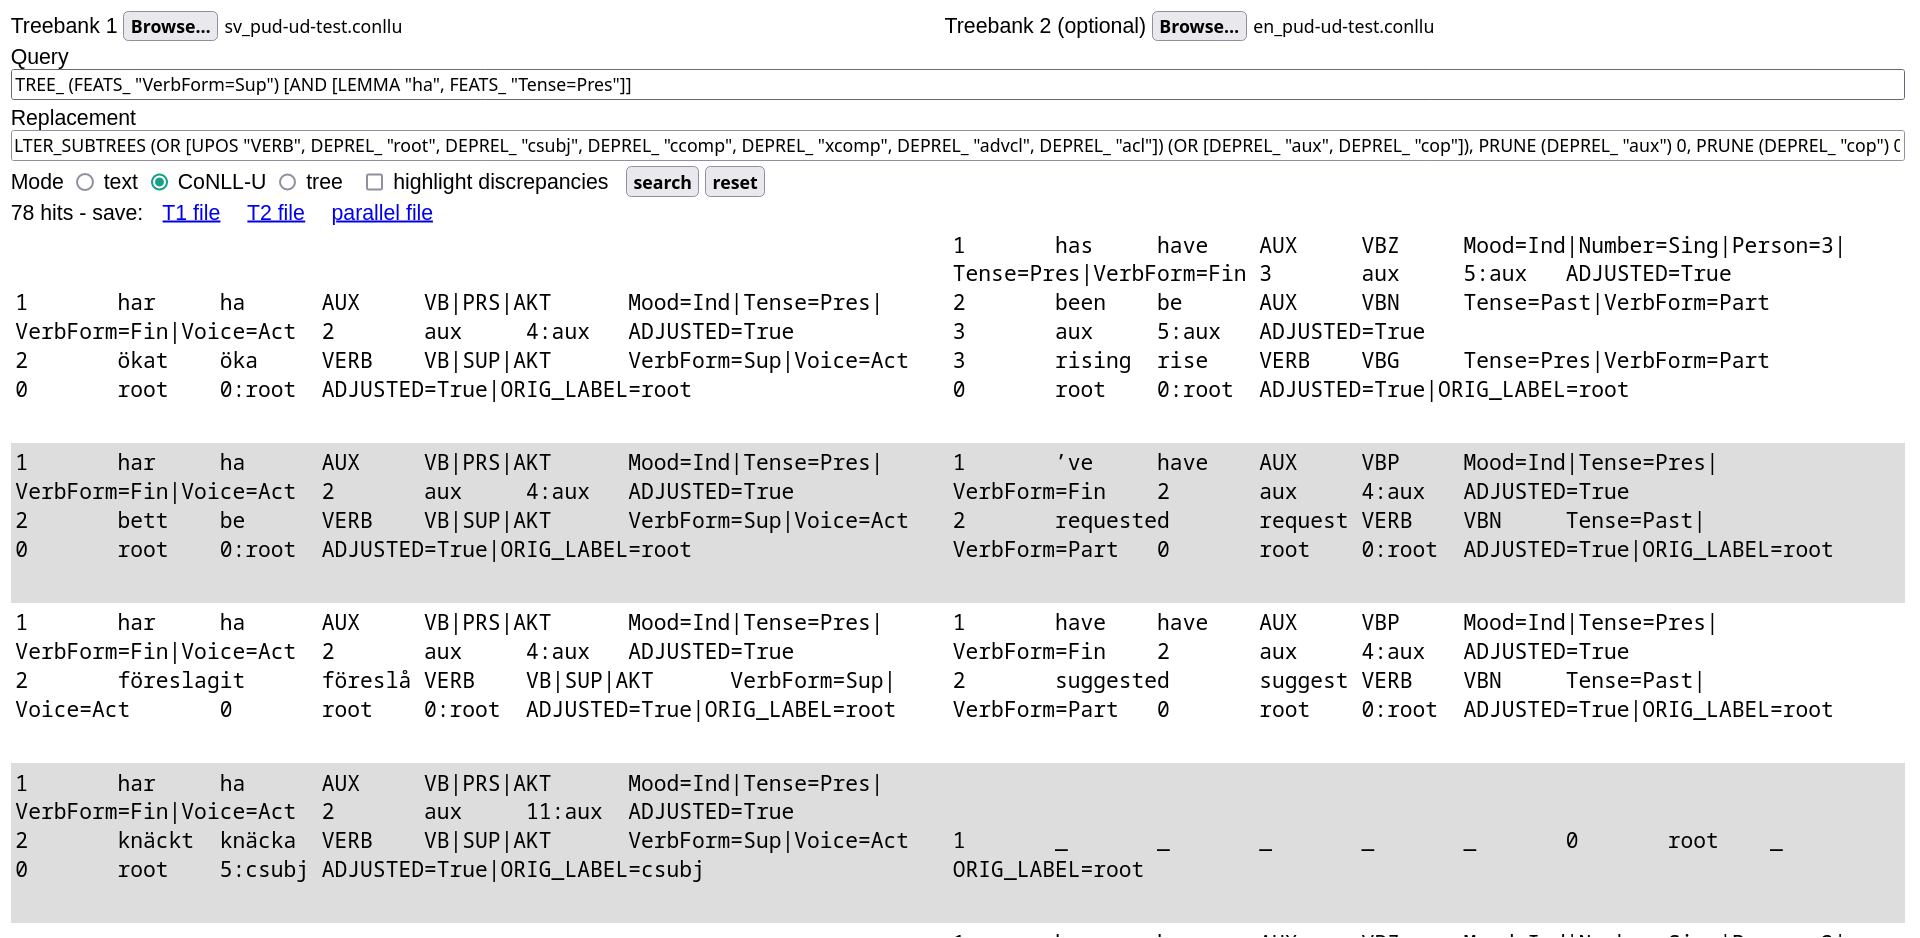 Treebank 1 Browse... sv_pud-ud-test.conllu Treebank 2 (optional) Browse... en_pud-ud-test.conllu
Query
TREE_ (FEATS_ "VerbForm=Sup") [AND [LEMMA "ha", FEATS_ "Tense=Pres"]]
Replacement
LTER_SUBTREES (OR [UPOS "VERB", DEPREL_ "root", DEPREL_ "csubj", DEPREL_ "ccomp", DEPREL_ "xcomp", DEPREL_ "advcl", DEPREL_ "acl"]) (OR [DEPREL_ "aux", DEPREL_ "cop"]), PRUNE (DEPREL_ "aux") 0, PRUNE (DEPREL_ "cop")
Mode text CoNLL-U tree highlight discrepancies search reset
78 hits - save: T1 file T2 file parallel file
1 har ha AUX VB|PRS|AKT Mood=Ind|Tense=Pres|
VerbForm=Fin|Voice=Act 2 aux 4:aux ADJUSTED=True
2 ökat öka VERB VB|SUP|AKT VerbForm=Sup|Voice=Act
0 root 0:root ADJUSTED=True|ORIG_LABEL=root
1 has have AUX VBZ Mood=Ind|Number=Sing|Person=3|
Tense=Pres|VerbForm=Fin 3 aux 5:aux ADJUSTED=True
2 been be AUX VBN Tense=Past|VerbForm=Part
3 aux 5:aux ADJUSTED=True
3 rising rise VERB VBG Tense=Pres|VerbForm=Part
0 root 0:root ADJUSTED=True|ORIG_LABEL=root
1 har ha AUX VB|PRS|AKT Mood=Ind|Tense=Pres|
VerbForm=Fin|Voice=Act 2 aux 4:aux ADJUSTED=True
2 bett be VERB VB|SUP|AKT VerbForm=Sup|Voice=Act
0 root 0:root ADJUSTED=True|ORIG_LABEL=root
1 ’ve have AUX VBP Mood=Ind|Tense=Pres|
VerbForm=Fin 2 aux 4:aux ADJUSTED=True
2 requested request VERB VBN Tense=Past|
VerbForm=Part 0 root 0:root ADJUSTED=True|ORIG_LABEL=root
1 har ha AUX VB|PRS|AKT Mood=Ind|Tense=Pres|
VerbForm=Fin|Voice=Act 2 aux 4:aux ADJUSTED=True
2 föreslagit föreslå VERB VB|SUP|AKT VerbForm=Sup|
Voice=Act 0 root 0:root ADJUSTED=True|ORIG_LABEL=root
1 have have AUX VBP Mood=Ind|Tense=Pres|
VerbForm=Fin 2 aux 4:aux ADJUSTED=True
2 suggested suggest VERB VBN Tense=Past|
VerbForm=Part 0 root 0:root ADJUSTED=True|ORIG_LABEL=root
1 har ha AUX VB|PRS|AKT Mood=Ind|Tense=Pres|
VerbForm=Fin|Voice=Act 2 aux 11:aux ADJUSTED=True
2 knäckt knäcka VERB VB|SUP|AKT VerbForm=Sup|Voice=Act
0 root 5:csubj ADJUSTED=True|ORIG_LABEL=csubj
1 _ _ _ _ _ 0 root _
ORIG_LABEL=root